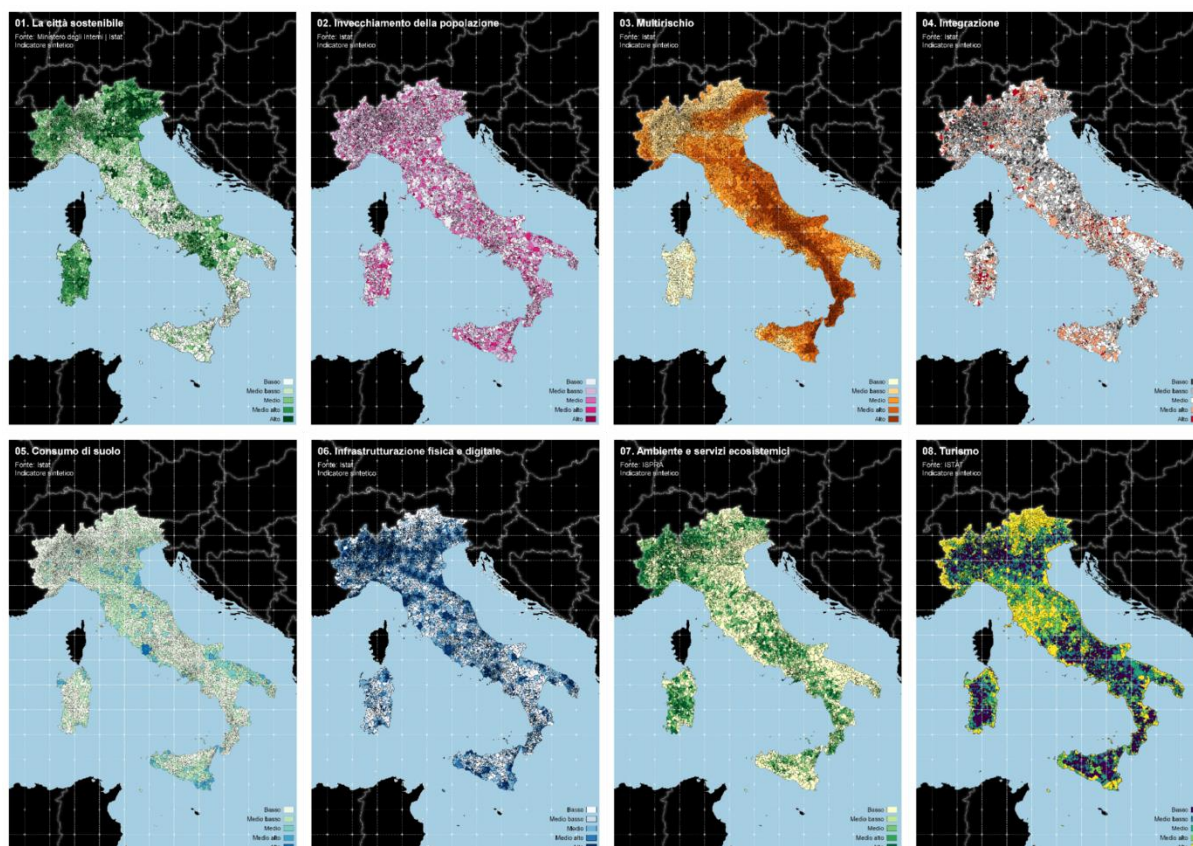 01. La città sostenibile
Fonte: Ministero degli Interni | Istat
Indicatore sintetico
Basso
Medio basso
Medio
Medio alto
Alto
02. Invecchiamento della popolazione
Fonte: Istat
Indicatore sintetico
Basso
Medio basso
Medio
Medio alto
Alto
03. Multirischio
Fonte: Istat
Indicatore sintetico
Basso
Medio basso
Medio
Medio alto
Alto
04. Integrazione
Fonte: Istat
Indicatore sintetico
Basso
Medio basso
Medio
Medio alto
Alto
05. Consumo di suolo
Fonte: Istat
Indicatore sintetico
Basso
Medio basso
Medio
Medio alto
Alto
06. Infrastrutturazione fisica e digitale
Fonte: Istat
Indicatore sintetico
Basso
Medio basso
Medio
Medio alto
Alto
07. Ambiente e servizi ecosistemici
Fonte: ISPRA
Indicatore sintetico
Basso
Medio basso
Medio
Medio alto
Alto
08. Turismo
Fonte: ISTAT
Indicatore sintetico
Basso
Medio basso
Medio
Medio alto
Alto